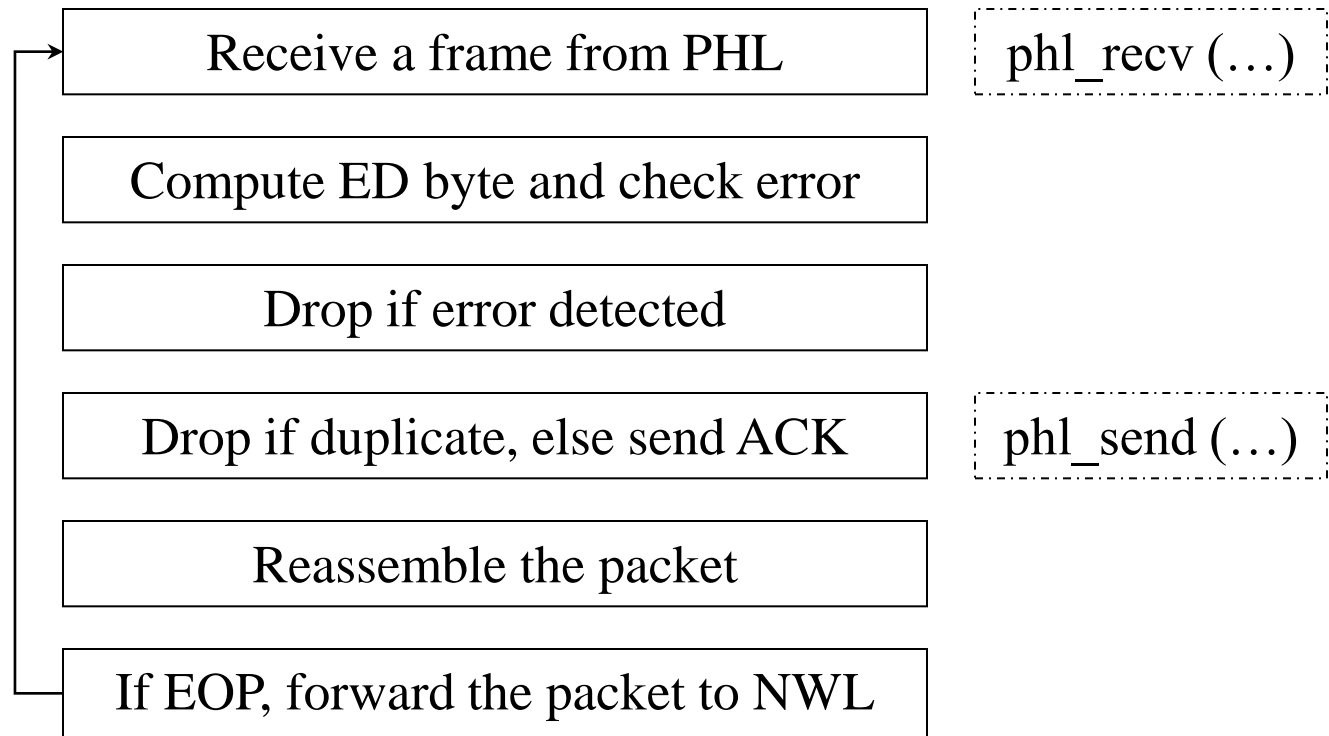 Receive a frame from PHL
phl_recv (…)
Compute ED byte and check error
Drop if error detected
Drop if duplicate, else send ACK
phl_send (…)
Reassemble the packet
If EOP, forward the packet to NWL